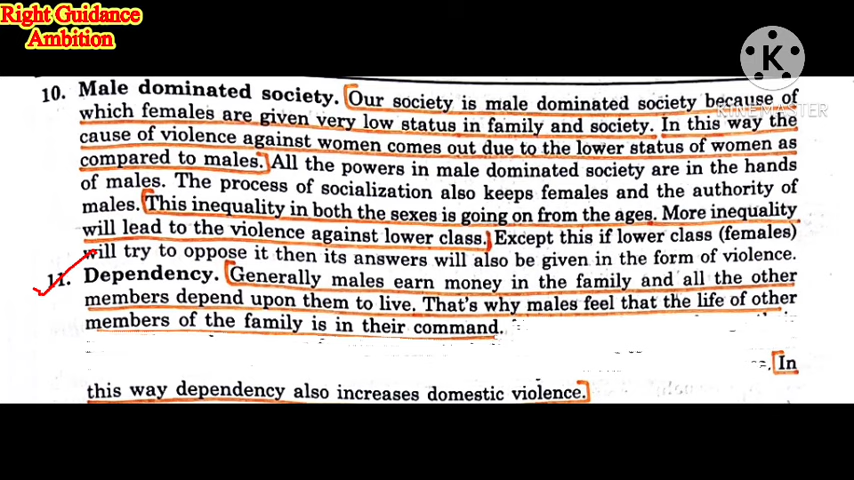 Right Guidance
Ambition
K
KINEMASTER
10. Male dominated society. Our society is male dominated society because of
which females are given very low status in family and society. In this way the
cause of violence against women comes out due to the lower status of women as
compared to males. All the powers in male dominated society are in the hands
of males. The process of socialization also keeps females and the authority of
males. This inequality in both the sexes is going on from the ages. More inequality
will lead to the violence against lower class. Except this if lower class (females)
will try to oppose it then its answers will also be given in the form of violence.
11. Dependency. Generally males earn money in the family and all the other
members depend upon them to live. That's why males feel that the life of other
members of the family is in their command.
In
this way dependency also increases domestic violence.